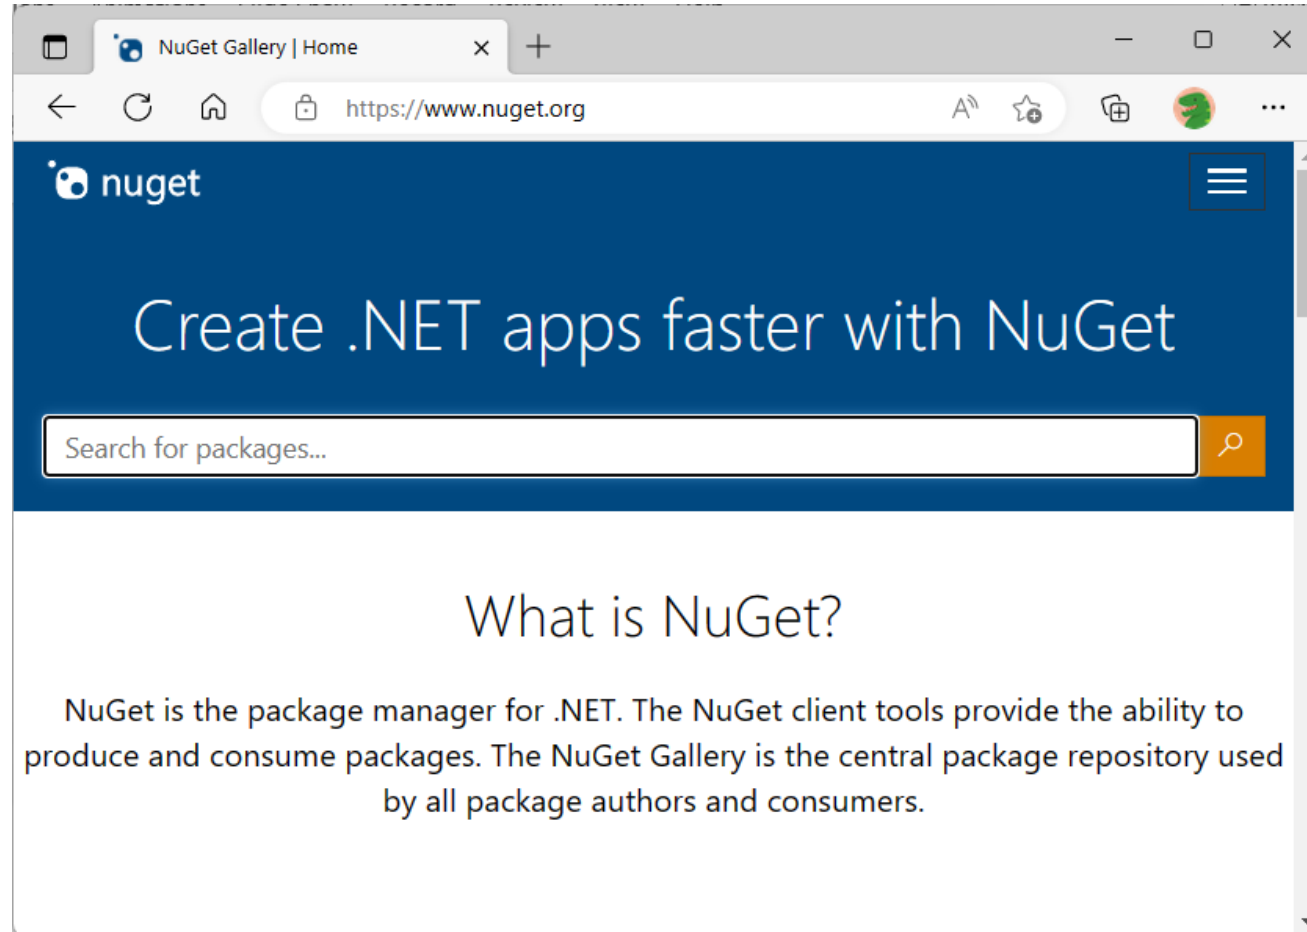 NuGet Gallery | Home
https://www.nuget.org
nuget
Create .NET apps faster with NuGet
Search for packages...
What is NuGet?
NuGet is the package manager for .NET. The NuGet client tools provide the ability to
produce and consume packages. The NuGet Gallery is the central package repository used
by all package authors and consumers.